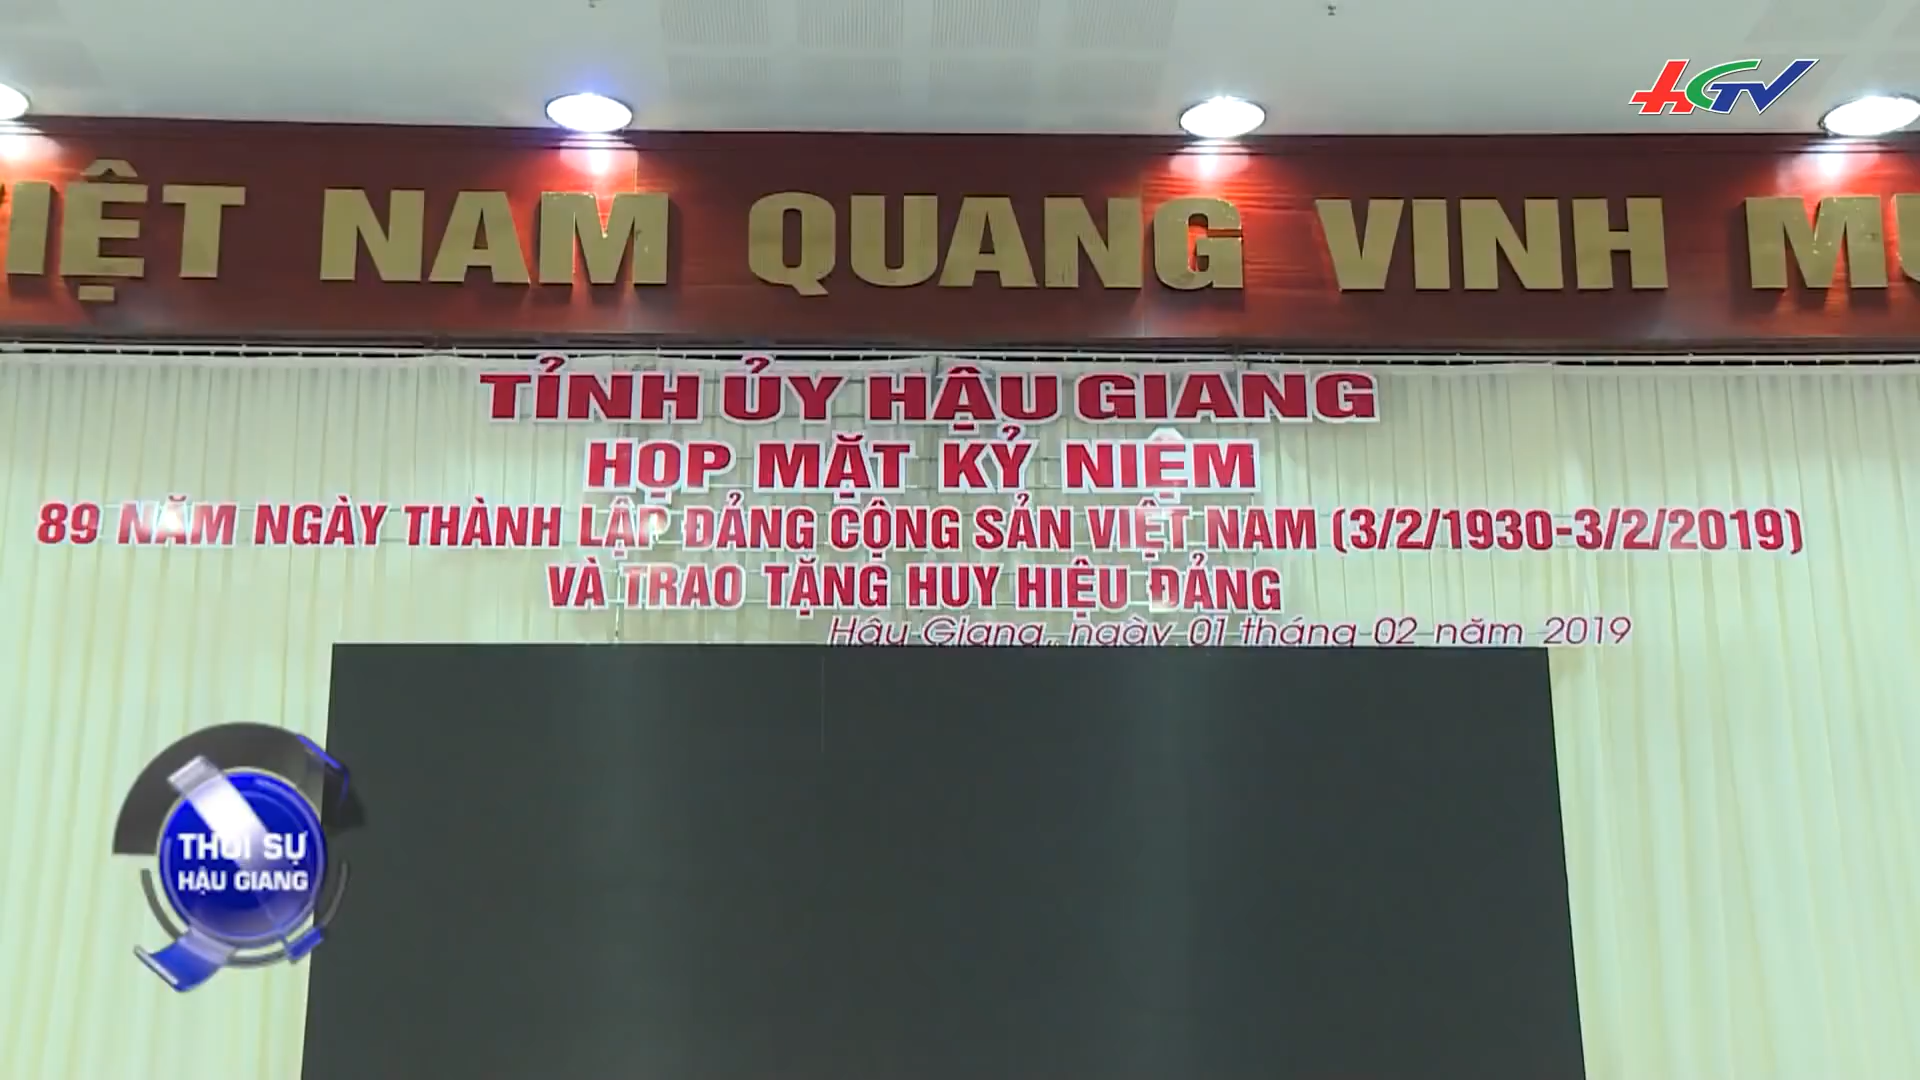 HGTV
VIỆT NAM QUANG VINH
TỈNH ỦY HẬU GIANG
HỌP MẶT KỶ NIỆM
89 NĂM NGÀY THÀNH LẬP ĐẢNG CỘNG SẢN VIỆT NAM (3/2/1930-3/2/2019)
VÀ TRAO TẶNG HUY HIỆU ĐẢNG
Hậu Giang, ngày 01 tháng 02 năm 2019
THỜI SỰ
HẬU GIANG